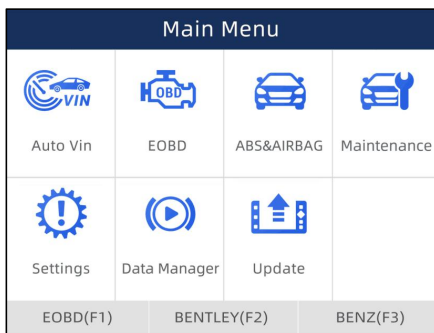 Main Menu
VIN
OBD
Auto Vin
EOBD
ABS&AIRBAG
Maintenance
Settings
Data Manager
Update
EOBD(F1)
BENTLEY(F2)
BENZ(F3)